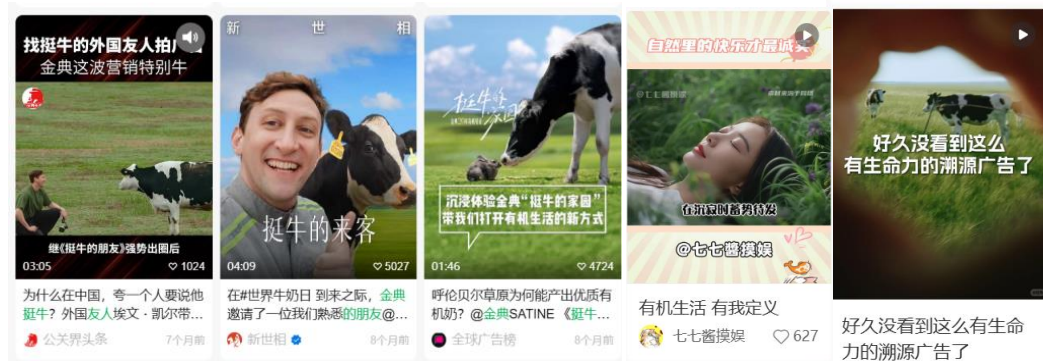 找挺牛的外国友人拍
金典这波营销特别牛
继《挺牛的朋友》强势出圈后
03:05
1024
为什么在中国，夸一个人要说他
挺牛？外国友人埃文·凯尔带...
公关界头条
7个月前
新 世 相
挺牛的来客
04:09
5027
在#世界牛奶日 到来之际，金典
邀请了一位我们熟悉的朋友@...
新世相
8个月前
挺牛的家园
沉浸体验金典“挺牛的家园”
带我们打开有机生活的新方式
01:46
4724
呼伦贝尔草原为何能产出优质有
机奶？@金典SATINE 《挺牛...
全球广告榜
8个月前
自然里的快乐才最诚
@七七酱摸娱
在沉寂时蓄势待发
@七七酱摸娱
有机生活 有我定义
七七酱摸娱
627
好久没看到这么
有生命力的溯源广告了
好久没看到这么有生命
力的溯源广告了